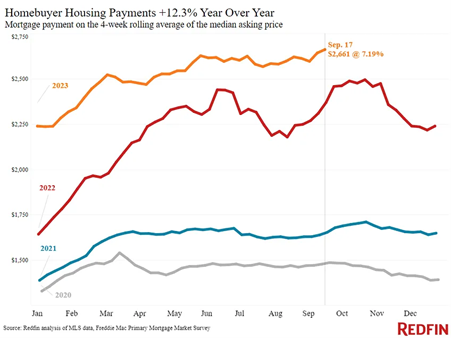 Homebuyer Housing Payments +12.3% Year Over Year
Mortgage payment on the 4-week rolling average of the median asking price
$2,750
Sep. 17
$2,661 @ 7.19%
2023
$2,500
$2,250
$2,000
2022
$1,750
2021
$1,500
2020
Jan Feb Mar Apr May Jun Jul Aug Sep Oct Nov Dec
Source: Redfin analysis of MLS data, Freddie Mac Primary Mortgage Market Survey
REDFIN